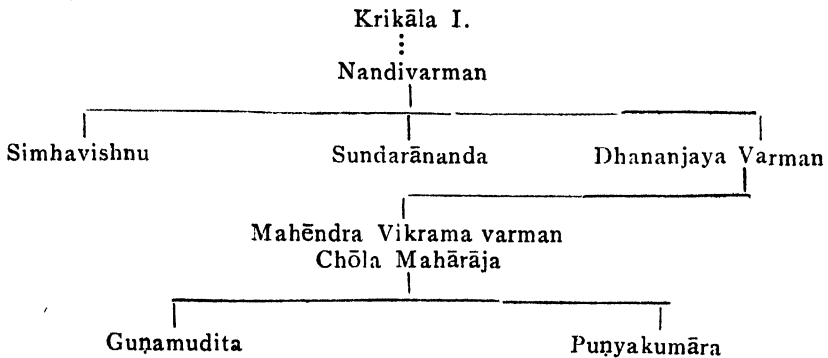 Krikāla I.
Nandivarman
Simhavishnu Sundarānanda Dhananjaya Varman
Mahēndra Vikrama varman
Chōla Mahārāja
Guṇamudita Puṇyakumāra